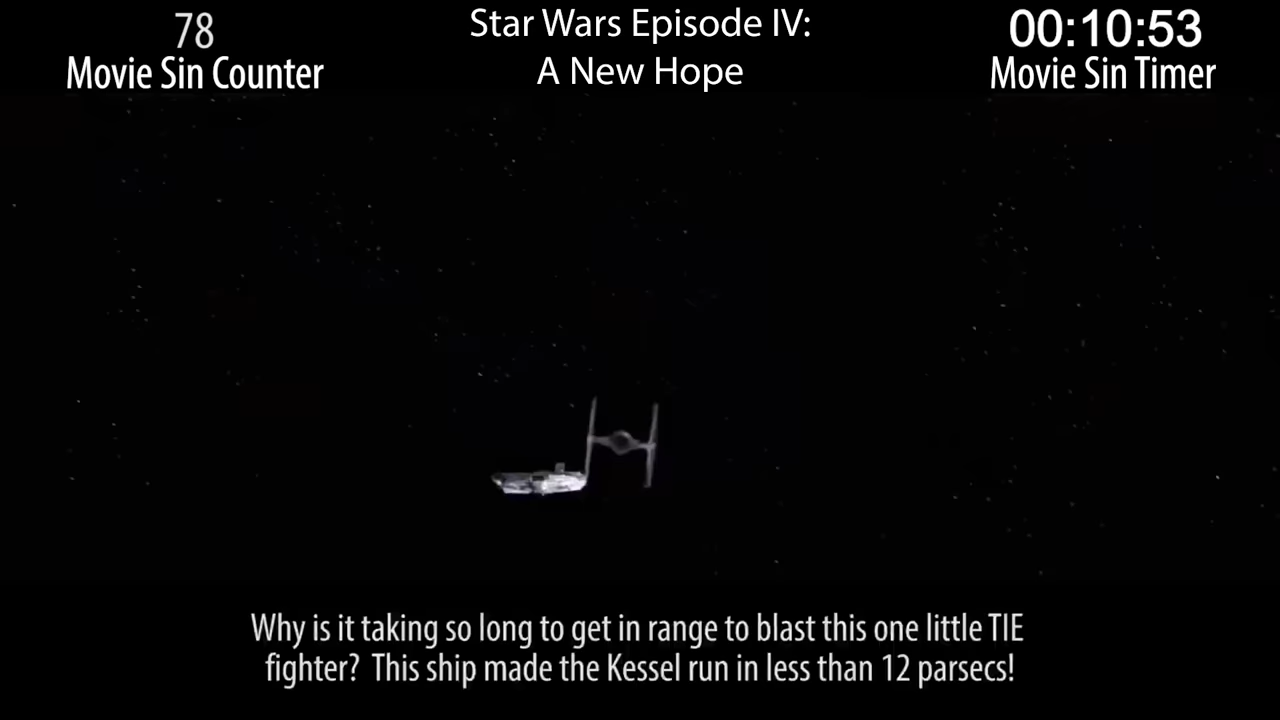 78
Movie Sin Counter
Star Wars Episode IV:
A New Hope
00:10:53
Movie Sin Timer
Why is it taking so long to get in range to blast this one little TIE
fighter? This ship made the Kessel run in less than 12 parsecs!